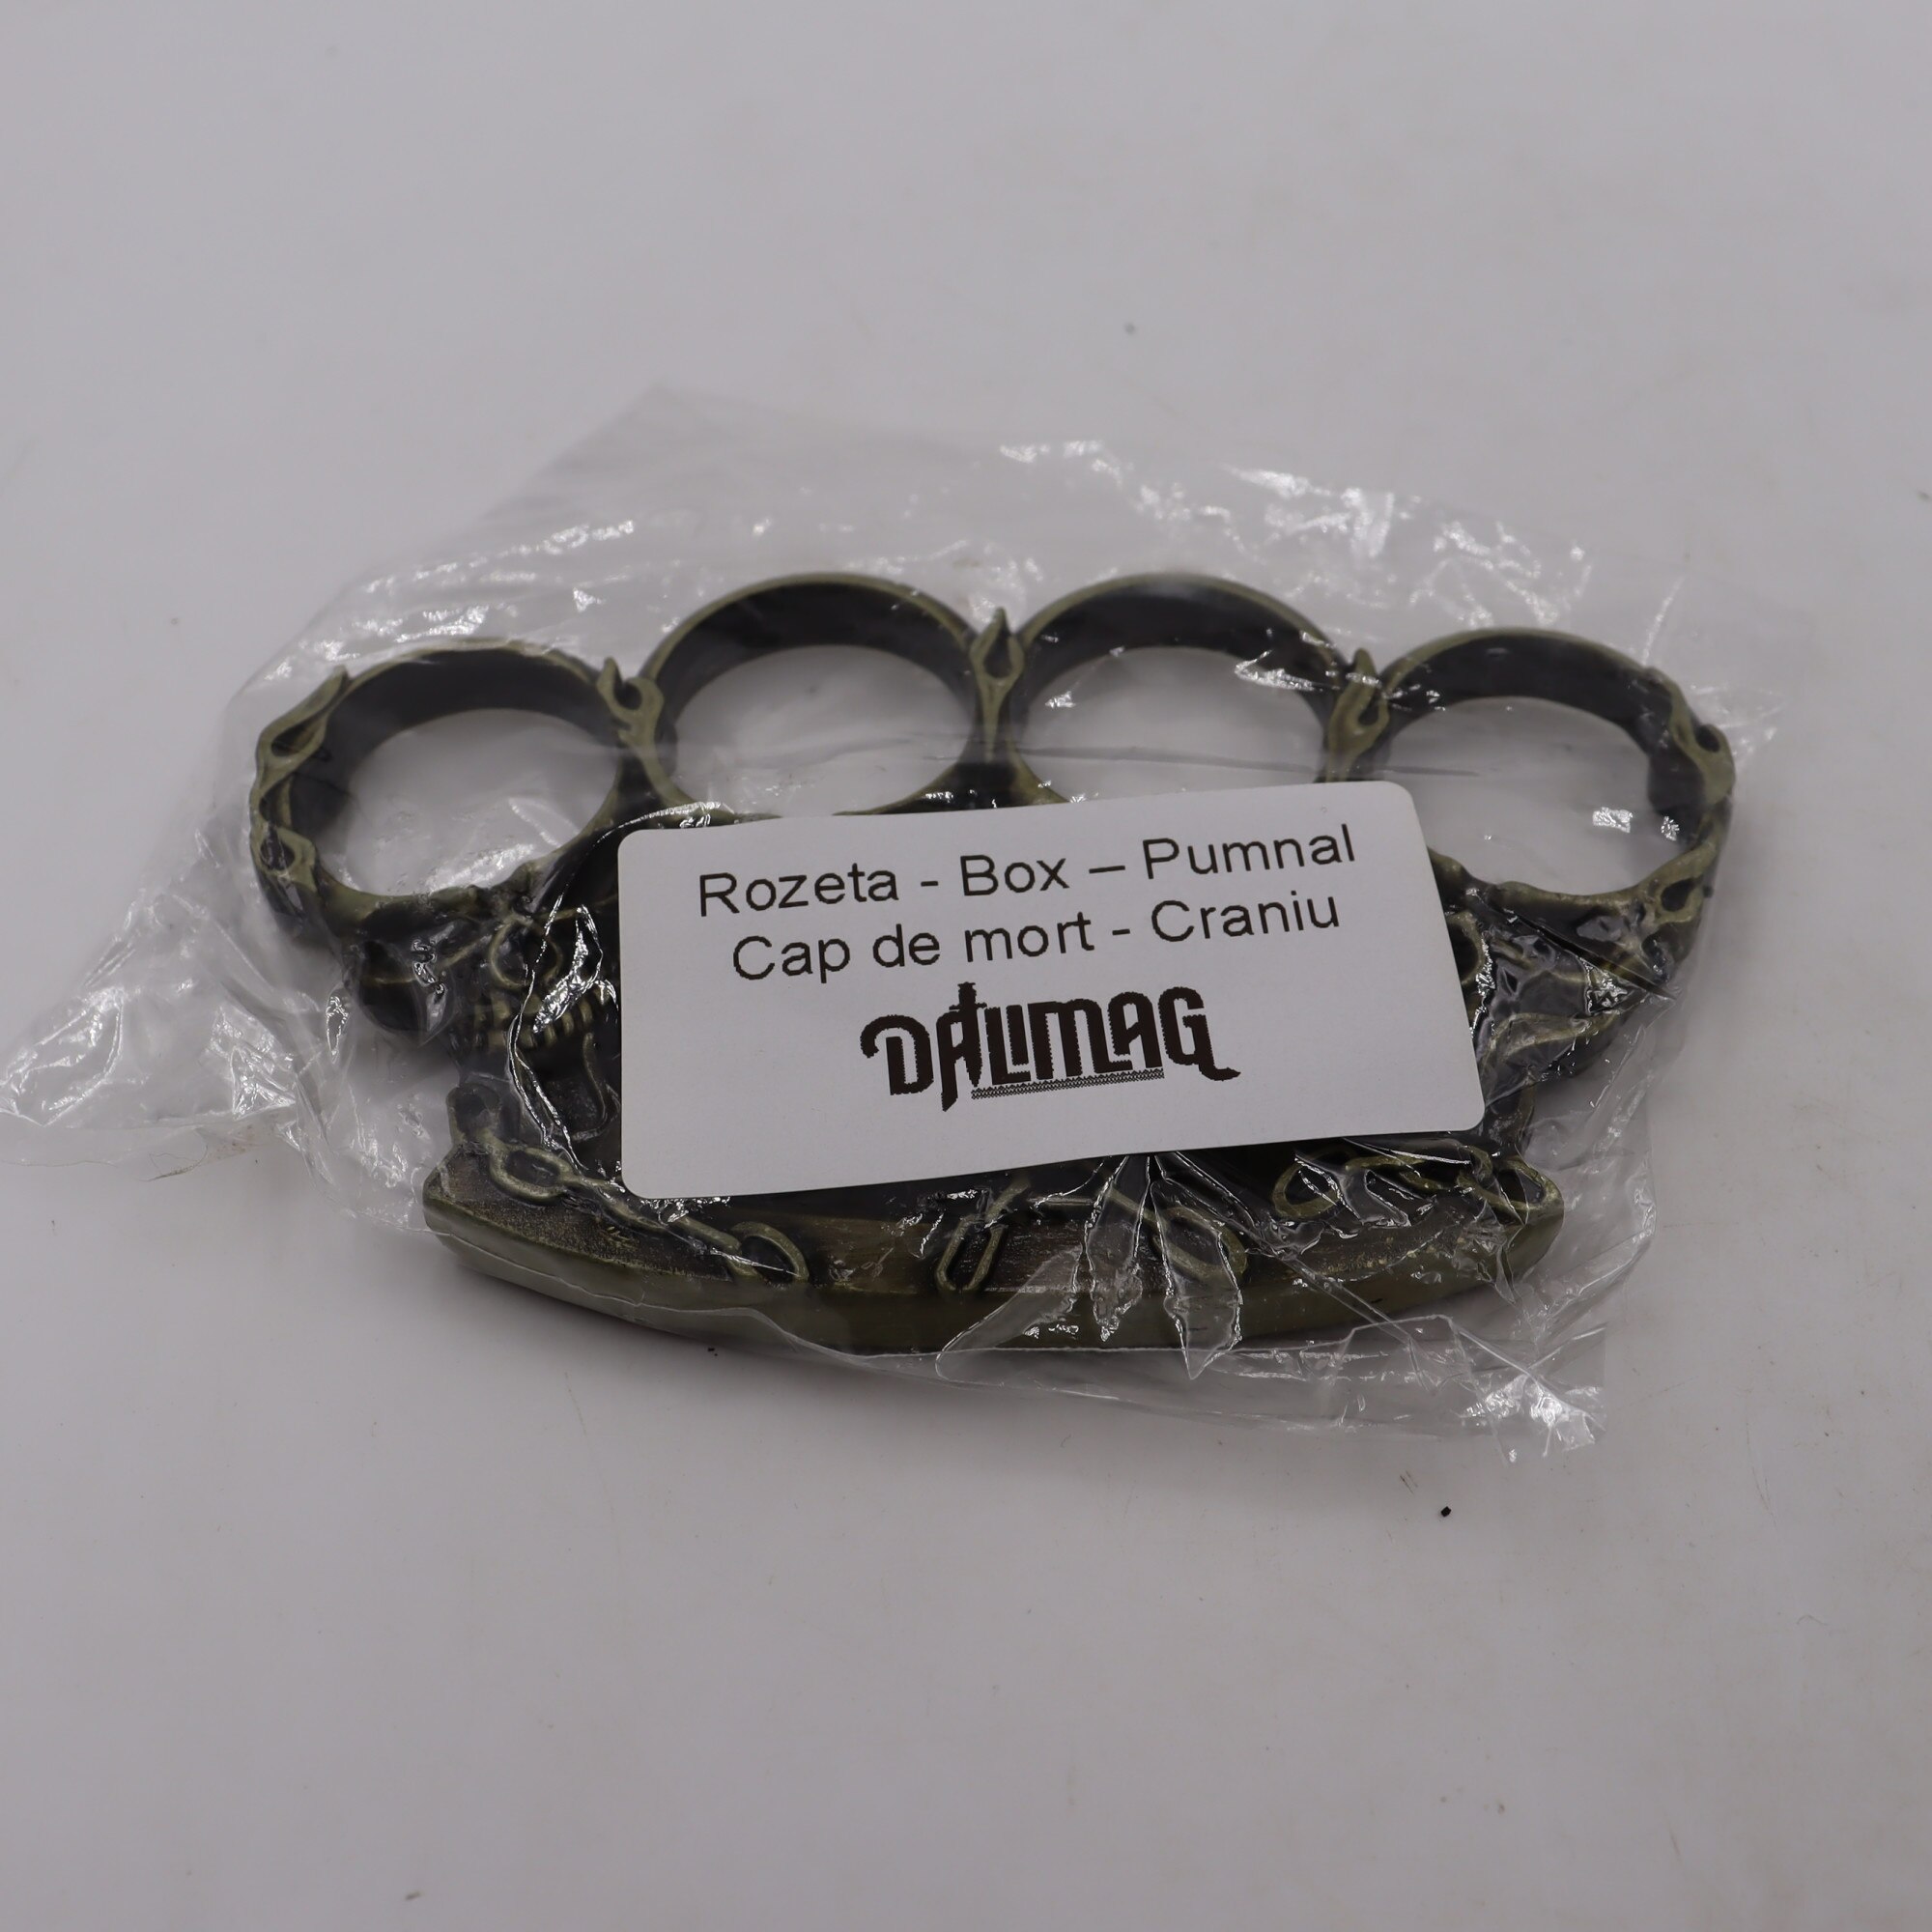 Rozeta - Box – Pumnal
Cap de mort - Craniu
DALIMAG